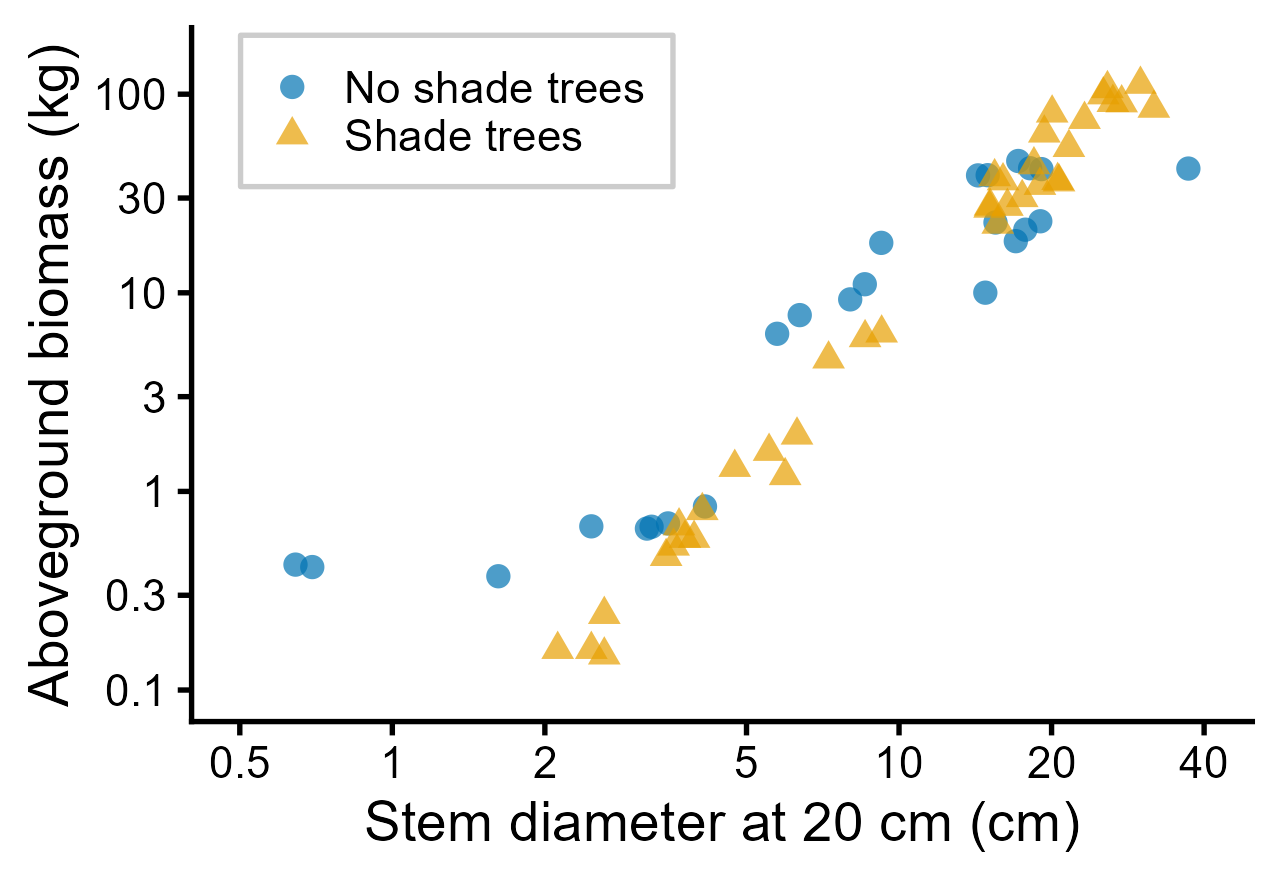 No shade trees
Shade trees
Aboveground biomass (kg)
100
30
10
3
1
0.3
0.1
0.5 1 2 5 10 20 40
Stem diameter at 20 cm (cm)